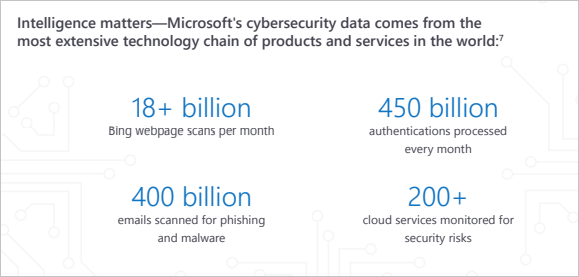 Intelligence matters—Microsoft's cybersecurity data comes from the
most extensive technology chain of products and services in the world:⁷
18+ billion
Bing webpage scans per month
450 billion
authentications processed
every month
400 billion
emails scanned for phishing
and malware
200+
cloud services monitored for
security risks